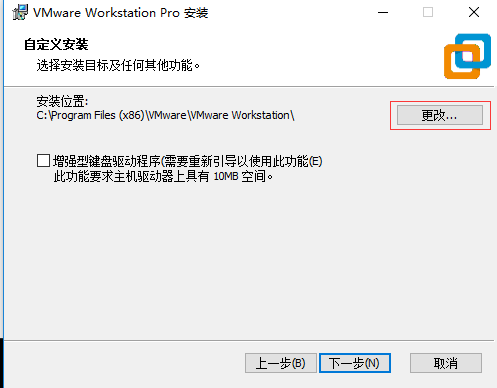 VMware Workstation Pro 安装
自定义安装
选择安装目标及任何其他功能。
安装位置:
C:\Program Files (x86)\VMware\VMware Workstation\
更改...
增强型键盘驱动程序(需要重新引导以使用此功能(E)
此功能要求主机驱动器上具有 10MB 空间。
上一步(B) 下一步(N) 取消